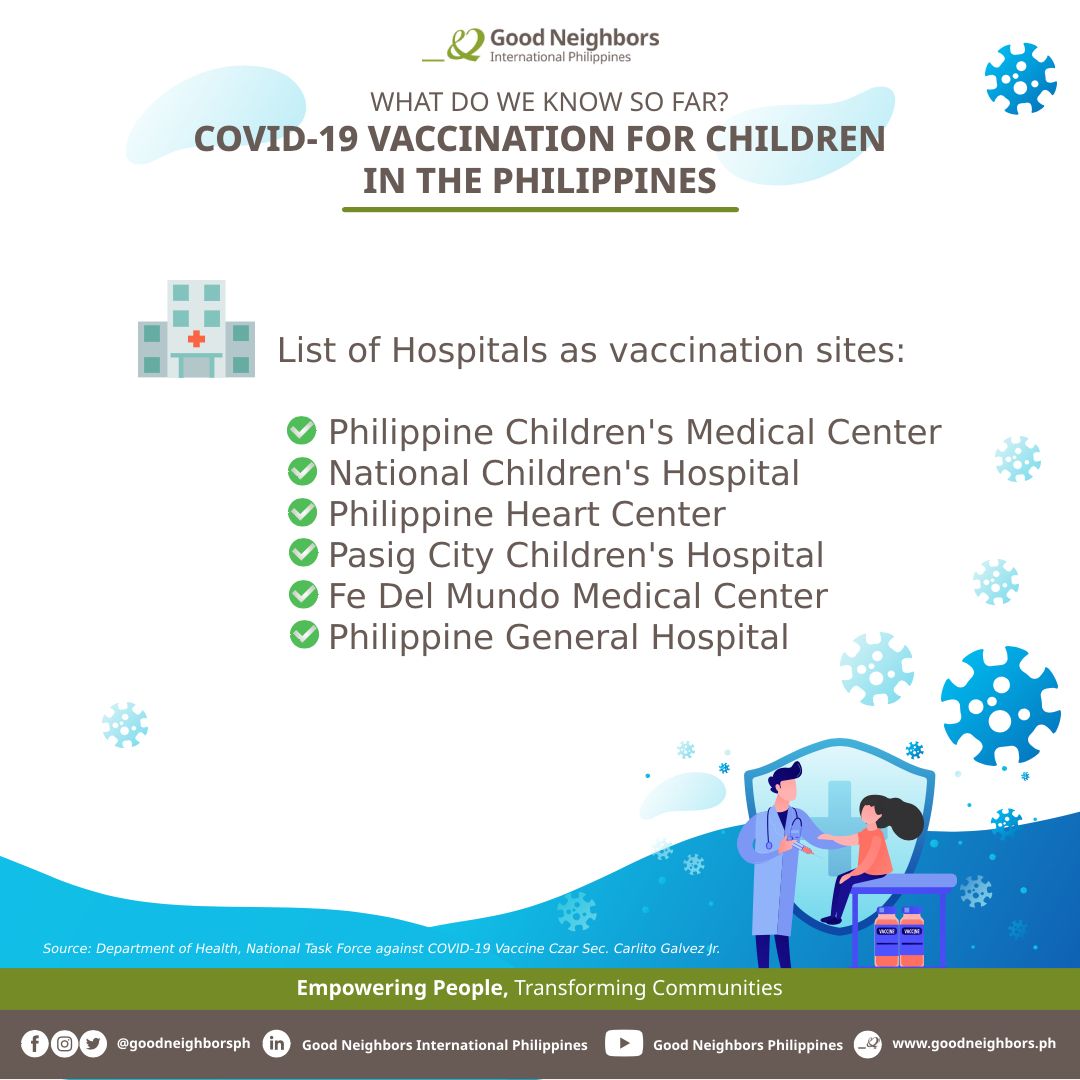 Good Neighbors
International Philippines
WHAT DO WE KNOW SO FAR?
COVID-19 VACCINATION FOR CHILDREN
IN THE PHILIPPINES
List of Hospitals as vaccination sites:
Philippine Children's Medical Center
National Children's Hospital
Philippine Heart Center
Pasig City Children's Hospital
Fe Del Mundo Medical Center
Philippine General Hospital
VACCINE VACCINE
Source: Department of Health, National Task Force against COVID-19 Vaccine Czar Sec. Carlito Galvez Jr.
Empowering People, Transforming Communities
@goodneighborsph Good Neighbors International Philippines Good Neighbors Philippines www.goodneighbors.ph